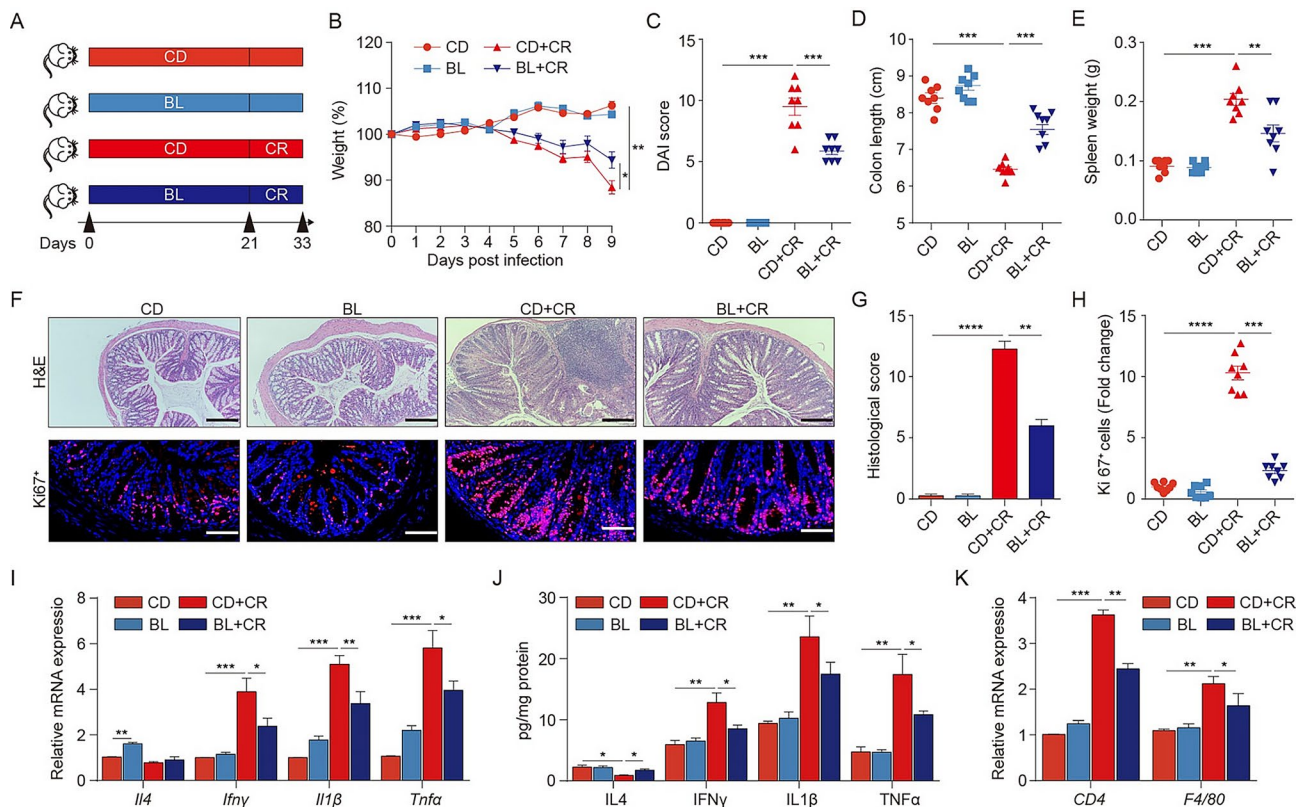 A
CD
BL
CD CR
BL CR
Days 0 21 33
B
120
110
100
90
80
Weight (%)
CD CD+CR
BL BL+CR
**
*
0 1 2 3 4 5 6 7 8 9
Days post infection
C
15
10
5
0
DAI score
*** ***
CD BL CD+CR BL+CR
D
10
9
8
7
6
5
Colon length (cm)
*** ***
CD BL CD+CR BL+CR
E
0.3
0.2
0.1
0.0
Spleen weight (g)
*** **
CD BL CD+CR BL+CR
F
CD BL CD+CR BL+CR
H&E
Ki67+
G
15
10
5
0
Histological score
**** **
CD BL CD+CR BL+CR
H
15
10
5
0
Ki 67+ cells (Fold change)
**** ***
CD BL CD+CR BL+CR
I
8
6
4
2
0
Relative mRNA expressio
CD CD+CR
BL BL+CR
**
*** *
*** **
*** *
Il4 Ifnγ Il1β Tnfα
J
30
20
10
0
pg/mg protein
CD CD+CR
BL BL+CR
* *
** *
** *
** *
IL4 IFNγ IL1β TNFα
K
4
3
2
1
0
Relative mRNA expressio
CD CD+CR
BL BL+CR
*** **
** *
CD4 F4/80